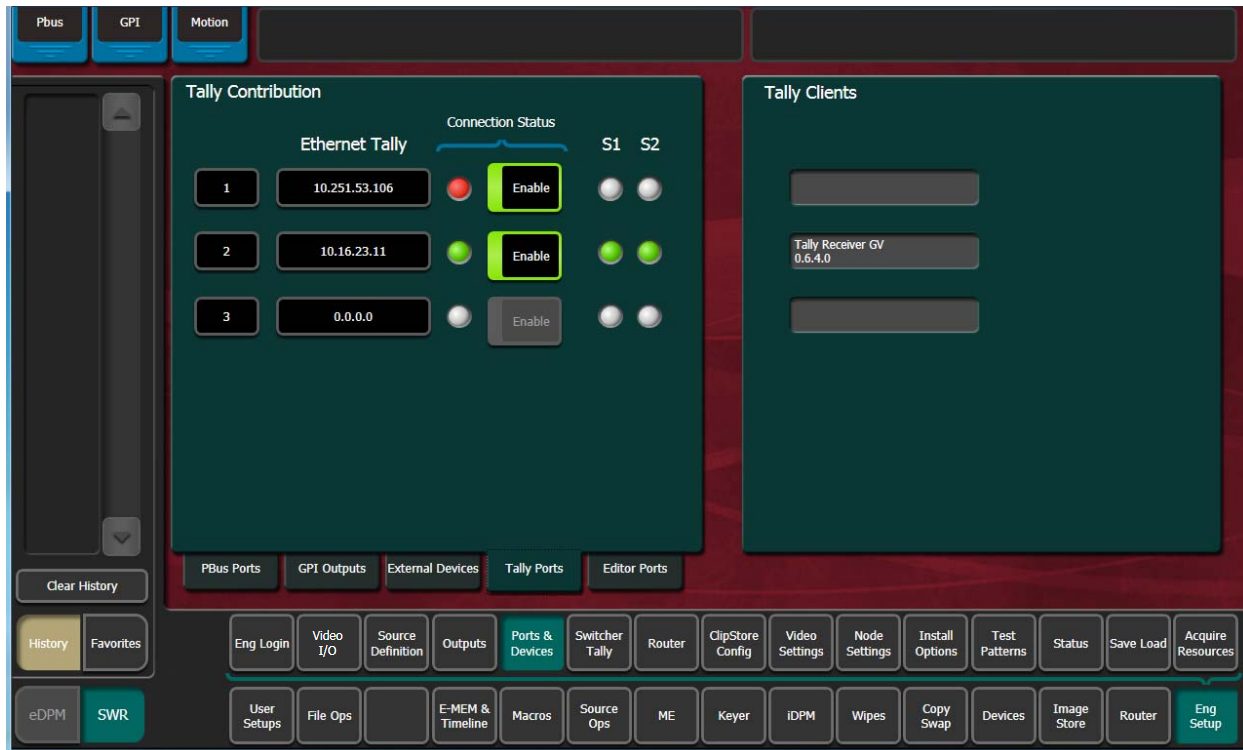 Pbus
GPI
Motion
Tally Contribution
Connection Status
Ethernet Tally
S1 S2
1
10.251.53.106
Enable
2
10.16.23.11
Enable
3
0.0.0.0
Enable
Tally Clients
Tally Receiver GV
0.6.4.0
PBus Ports
GPI Outputs
External Devices
Tally Ports
Editor Ports
Clear History
History
Favorites
Eng Login
Video
I/O
Source
Definition
Outputs
Ports &
Devices
Switcher
Tally
Router
ClipStore
Config
Video
Settings
Node
Settings
Install
Options
Test
Patterns
Status
Save Load
Acquire
Resources
eDPM
SWR
User
Setups
File Ops
E-MEM &
Timeline
Macros
Source
Ops
ME
Keyer
iDPM
Wipes
Copy
Swap
Devices
Image
Store
Router
Eng
Setup